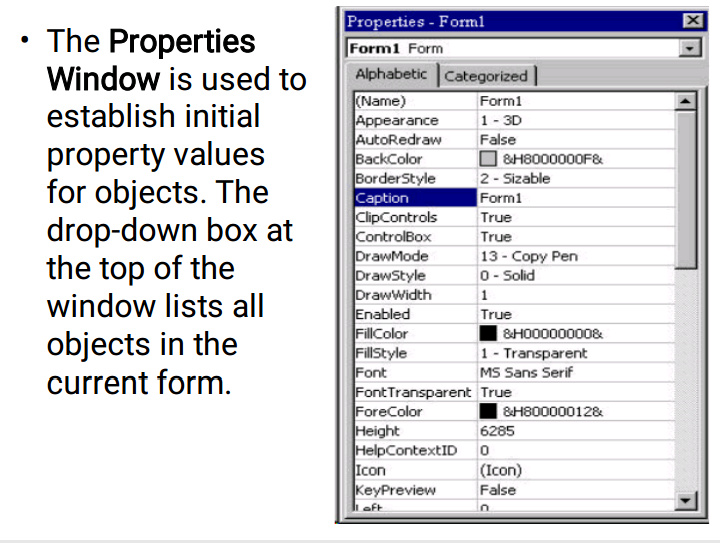 • The Properties
Window is used to
establish initial
property values
for objects. The
drop-down box at
the top of the
window lists all
objects in the
current form.
Properties - Form1
Form1 Form
Alphabetic Categorized
(Name) Form1
Appearance 1 - 3D
AutoRedraw False
BackColor &H8000000F&
BorderStyle 2 - Sizable
Caption Form1
ClipControls True
ControlBox True
DrawMode 13 - Copy Pen
DrawStyle 0 - Solid
DrawWidth 1
Enabled True
FillColor &H00000000&
FillStyle 1 - Transparent
Font MS Sans Serif
FontTransparent True
ForeColor &H80000012&
Height 6285
HelpContextID 0
Icon (Icon)
KeyPreview False
Left 0